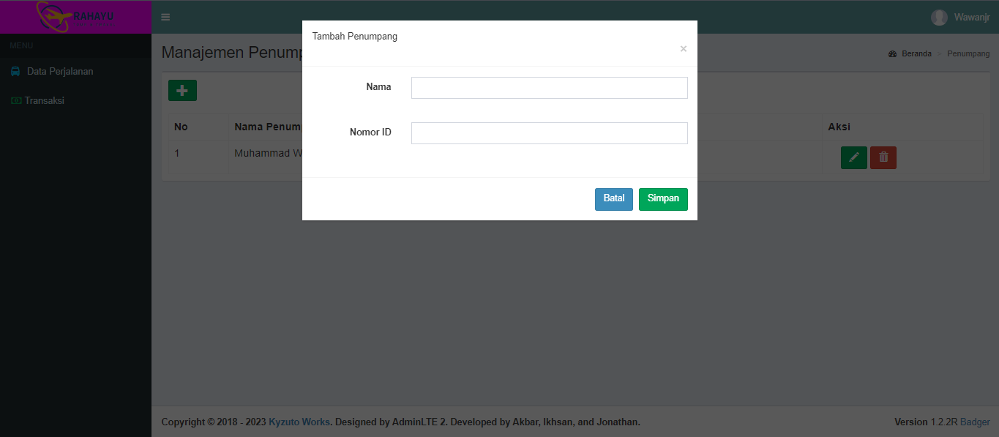 RAHAYU
Wawanjr
Tambah Penumpang
×
MENU
Manajemen Penump
Beranda > Penumpang
Data Perjalanan
Transaksi
Nama
Nomor ID
No
Nama Penum
Aksi
1
Muhammad W
Batal
Simpan
Copyright © 2018 - 2023 Kyzuto Works. Designed by AdminLTE 2. Developed by Akbar, Ikhsan, and Jonathan.
Version 1.2.2R Badger